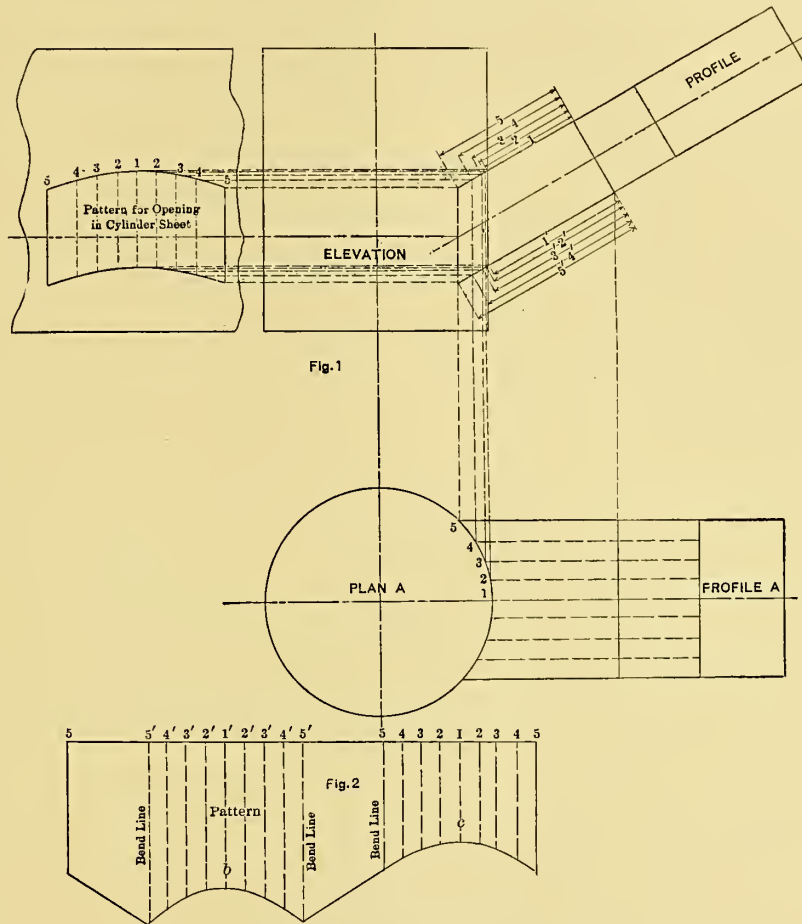 PROFILE
5 4 3 2 1
5 4 3 2 1 2 3 4 5
Pattern for Opening
in Cylinder Sheet
ELEVATION
1' 2'
3' 4'
5'
Fig.1
5
4
3
2
1
PLAN A
FROFILE A
5 5' 4' 3' 2' 1' 2' 3' 4' 5' 5 4 3 2 1 2 3 4 5
Fig.2
Bend Line
Pattern
Bend Line
Bend Line
b
c